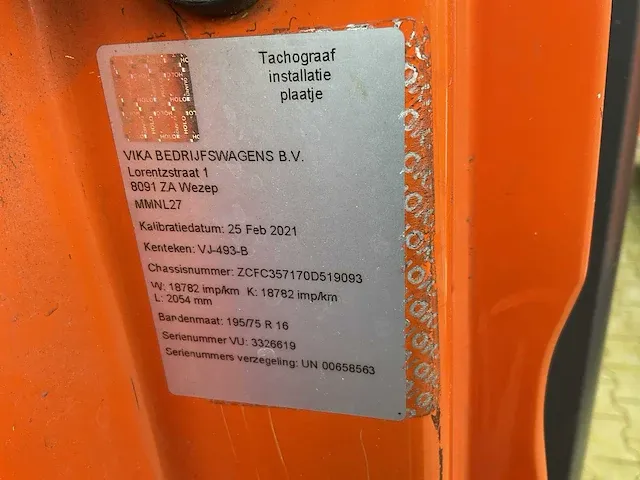 Tachograaf
installatie
plaatje
VIKA BEDRIJFSWAGENS B.V.
Lorentzstraat 1
8091 ZA Wezep
MMNL27
Kalibratiedatum: 25 Feb 2021
Kenteken: VJ-493-B
Chassisnummer: ZCFC357170D519093
W: 18782 imp/km K: 18782 imp/km
L: 2054 mm
Bandenmaat: 195/75 R 16
Serienummer VU: 3326619
Serienummers verzegeling: UN 00658563